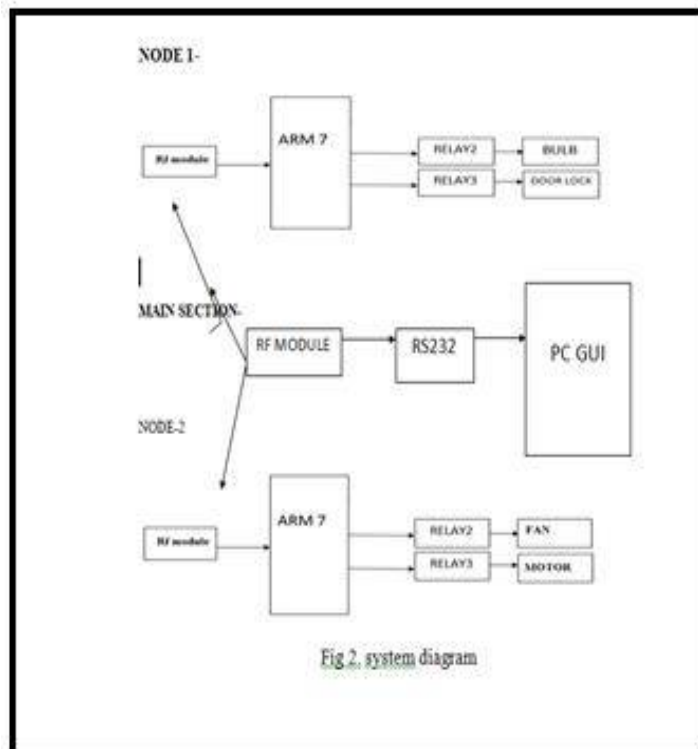 NODE 1-
Rf module
ARM 7
RELAY2
BULB
RELAY3
DOOR LOCK
MAIN SECTION-
RF MODULE
RS232
PC GUI
NODE-2
Rf module
ARM 7
RELAY2
FAN
RELAY3
MOTOR
Fig 2. system diagram